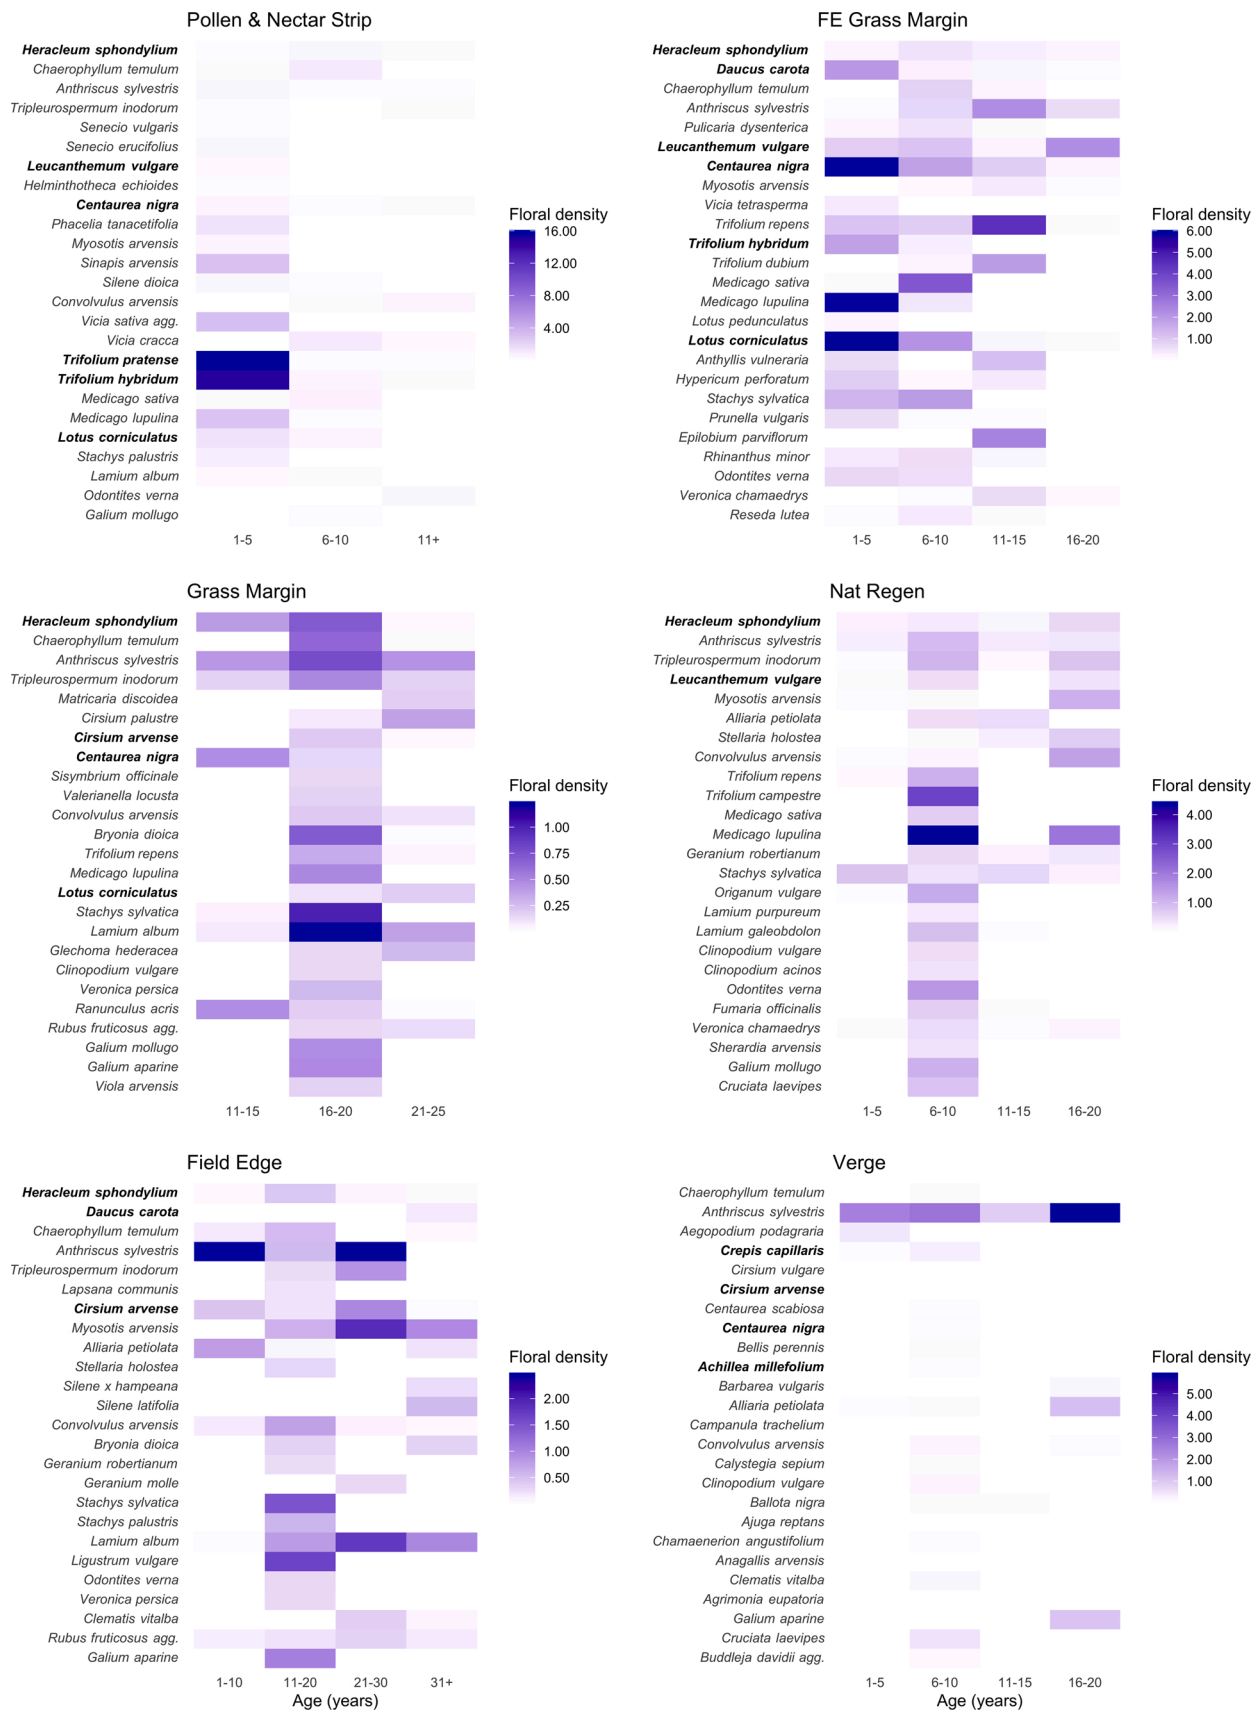 Pollen & Nectar Strip
Heracleum sphondylium
Chaerophyllum temulum
Anthriscus sylvestris
Tripleurospermum inodorum
Senecio vulgaris
Senecio erucifolius
Leucanthemum vulgare
Helminthotheca echioides
Centaurea nigra
Phacelia tanacetifolia
Myosotis arvensis
Sinapis arvensis
Silene dioica
Convolvulus arvensis
Vicia sativa agg.
Vicia cracca
Trifolium pratense
Trifolium hybridum
Medicago sativa
Medicago lupulina
Lotus corniculatus
Stachys palustris
Lamium album
Odontites verna
Galium mollugo
1-5 6-10 11+
Floral density
16.00
12.00
8.00
4.00
FE Grass Margin
Heracleum sphondylium
Daucus carota
Chaerophyllum temulum
Anthriscus sylvestris
Pulicaria dysenterica
Leucanthemum vulgare
Centaurea nigra
Myosotis arvensis
Vicia tetrasperma
Trifolium repens
Trifolium hybridum
Trifolium dubium
Medicago sativa
Medicago lupulina
Lotus pedunculatus
Lotus corniculatus
Anthyllis vulneraria
Hypericum perforatum
Stachys sylvatica
Prunella vulgaris
Epilobium parviflorum
Rhinanthus minor
Odontites verna
Veronica chamaedrys
Reseda lutea
1-5 6-10 11-15 16-20
Floral density
6.00
5.00
4.00
3.00
2.00
1.00
Grass Margin
Heracleum sphondylium
Chaerophyllum temulum
Anthriscus sylvestris
Tripleurospermum inodorum
Matricaria discoidea
Cirsium palustre
Cirsium arvense
Centaurea nigra
Sisymbrium officinale
Valerianella locusta
Convolvulus arvensis
Bryonia dioica
Trifolium repens
Medicago lupulina
Lotus corniculatus
Stachys sylvatica
Lamium album
Glechoma hederacea
Clinopodium vulgare
Veronica persica
Ranunculus acris
Rubus fruticosus agg.
Galium mollugo
Galium aparine
Viola arvensis
11-15 16-20 21-25
Floral density
1.00
0.75
0.50
0.25
Nat Regen
Heracleum sphondylium
Anthriscus sylvestris
Tripleurospermum inodorum
Leucanthemum vulgare
Myosotis arvensis
Alliaria petiolata
Stellaria holostea
Convolvulus arvensis
Trifolium repens
Trifolium campestre
Medicago sativa
Medicago lupulina
Geranium robertianum
Stachys sylvatica
Origanum vulgare
Lamium purpureum
Lamium galeobdolon
Clinopodium vulgare
Clinopodium acinos
Odontites verna
Fumaria officinalis
Veronica chamaedrys
Sherardia arvensis
Galium mollugo
Cruciata laevipes
1-5 6-10 11-15 16-20
Floral density
4.00
3.00
2.00
1.00
Field Edge
Heracleum sphondylium
Daucus carota
Chaerophyllum temulum
Anthriscus sylvestris
Tripleurospermum inodorum
Lapsana communis
Cirsium arvense
Myosotis arvensis
Alliaria petiolata
Stellaria holostea
Silene x hampeana
Silene latifolia
Convolvulus arvensis
Bryonia dioica
Geranium robertianum
Geranium molle
Stachys sylvatica
Stachys palustris
Lamium album
Ligustrum vulgare
Odontites verna
Veronica persica
Clematis vitalba
Rubus fruticosus agg.
Galium aparine
1-10 11-20 21-30 31+
Age (years)
Floral density
2.00
1.50
1.00
0.50
Verge
Chaerophyllum temulum
Anthriscus sylvestris
Aegopodium podagraria
Crepis capillaris
Cirsium vulgare
Cirsium arvense
Centaurea scabiosa
Centaurea nigra
Bellis perennis
Achillea millefolium
Barbarea vulgaris
Alliaria petiolata
Campanula trachelium
Convolvulus arvensis
Calystegia sepium
Clinopodium vulgare
Ballota nigra
Ajuga reptans
Chamaenerion angustifolium
Anagallis arvensis
Clematis vitalba
Agrimonia eupatoria
Galium aparine
Cruciata laevipes
Buddleja davidii agg.
1-5 6-10 11-15 16-20
Age (years)
Floral density
5.00
4.00
3.00
2.00
1.00